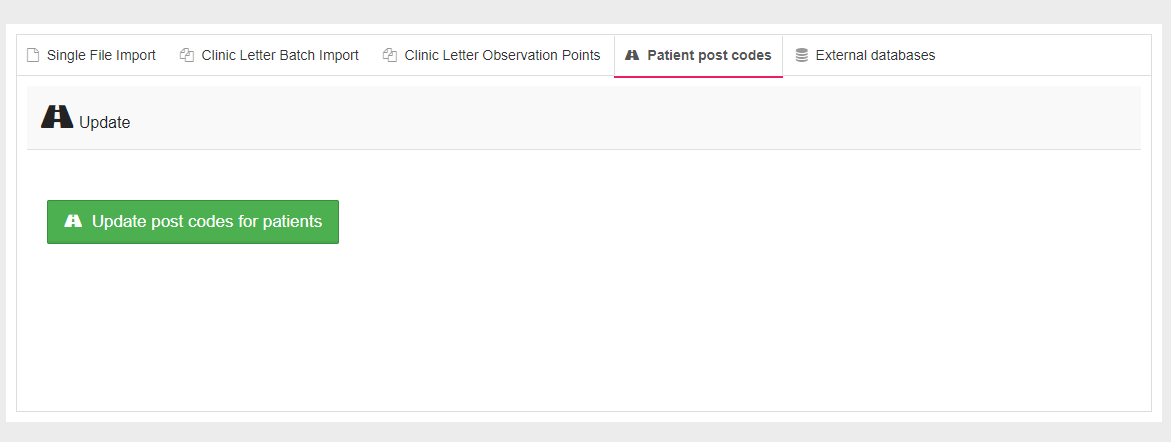 Single File Import
Clinic Letter Batch Import
Clinic Letter Observation Points
Patient post codes
External databases
Update
Update post codes for patients